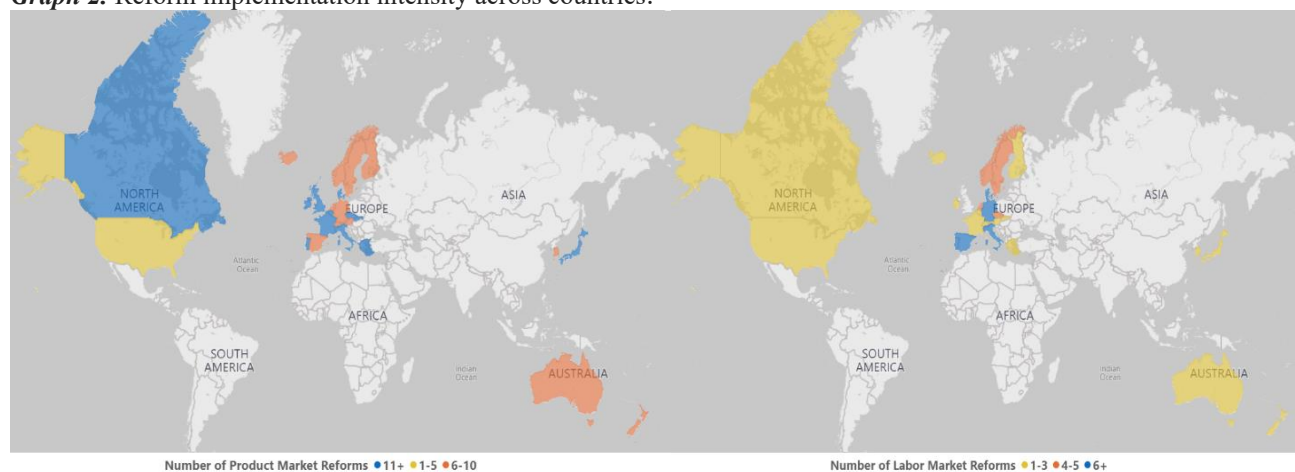 Graph 2. Reform implementation intensity across countries.
NORTH
AMERICA
EUROPE
ASIA
Atlantic
Ocean
AFRICA
SOUTH
AMERICA
Indian
Ocean
AUSTRALIA
Number of Product Market Reforms 11+ 1-5 6-10
NORTH
AMERICA
EUROPE
ASIA
Atlantic
Ocean
AFRICA
SOUTH
AMERICA
Indian
Ocean
AUSTRALIA
Number of Labor Market Reforms 1-3 4-5 6+